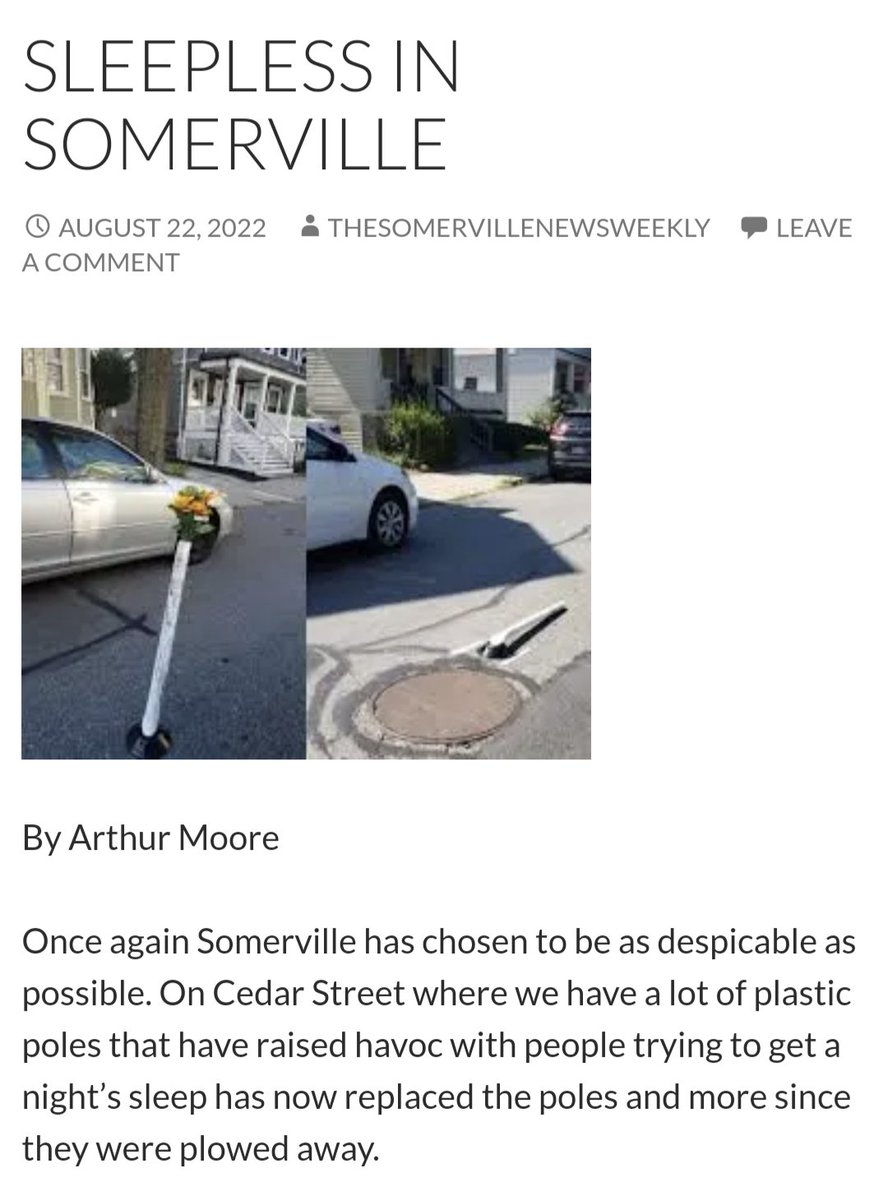 SLEEPLESS IN
SOMERVILLE
AUGUST 22, 2022 THESOMERVILLENEWSWEEKLY LEAVE
A COMMENT
By Arthur Moore
Once again Somerville has chosen to be as despicable as
possible. On Cedar Street where we have a lot of plastic
poles that have raised havoc with people trying to get a
night’s sleep has now replaced the poles and more since
they were plowed away.